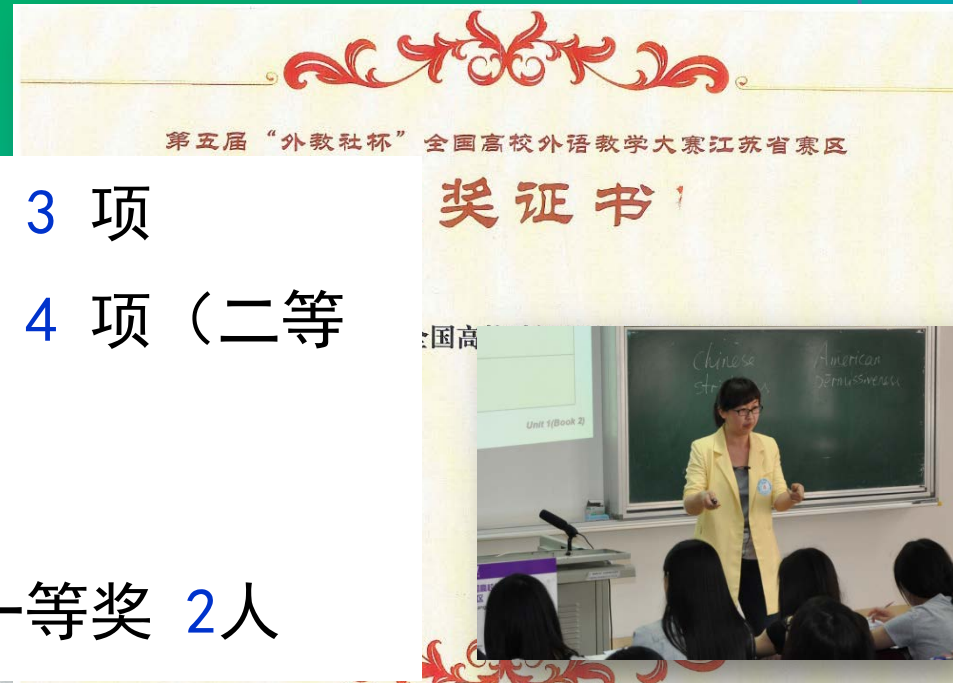 第五届“外教社杯”全国高校外语教学大赛江苏省赛区
奖证书
3 项
4 项（二等
全国高
Chinese
American
permissiveness
Unit 1(Book 2)
一等奖 2人